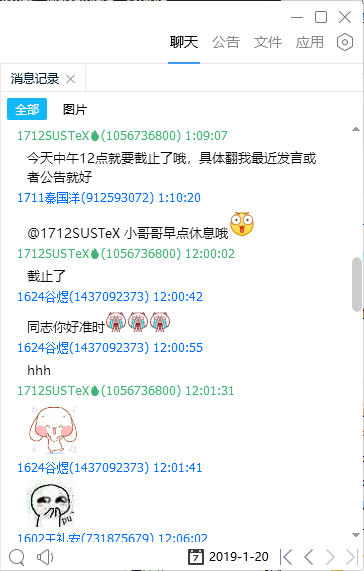 聊天 公告 文件 应用
消息记录
全部 图片
1712SUSTeX(1056736800) 1:09:07
今天中午12点就要截止了哦，具体翻我最近发言或
者公告就好
1711秦国洋(912593072) 1:10:20
@1712SUSTeX 小哥哥早点休息哦
1712SUSTeX(1056736800) 12:00:02
截止了
1624谷煜(1437092373) 12:00:42
同志你好准时
1624谷煜(1437092373) 12:00:55
hhh
1712SUSTeX(1056736800) 12:01:31
1624谷煜(1437092373) 12:01:41
pu
1602王礼安(731875679) 12:06:02
7 2019-1-20